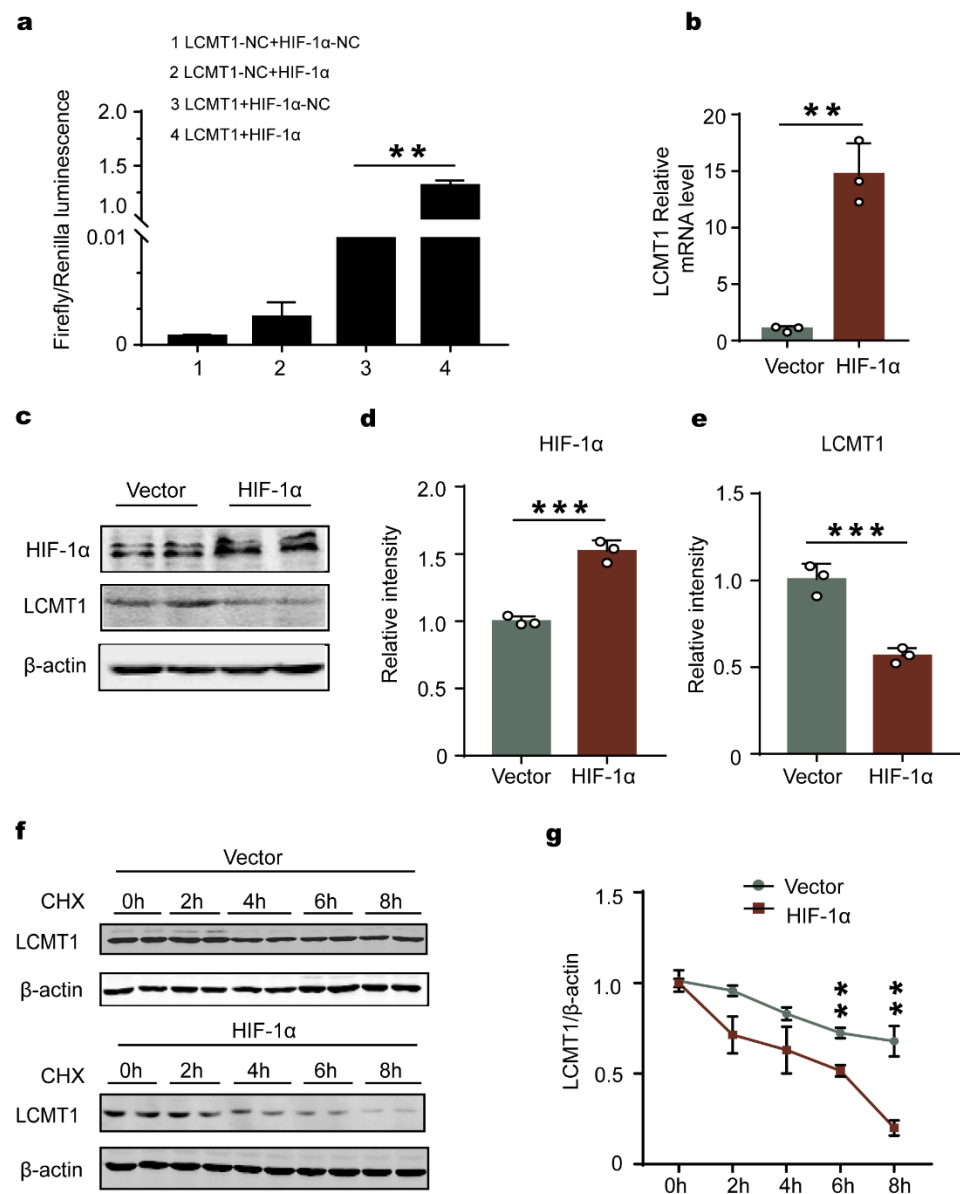 a
1 LCMT1-NC+HIF-1α-NC
2 LCMT1-NC+HIF-1α
3 LCMT1+HIF-1α-NC
4 LCMT1+HIF-1α
Firefly/Renilla luminescence
2.0
1.5
1.0
0.01
0
**
1 2 3 4
b
LCMT1 Relative
mRNA level
20
15
10
5
0
**
Vector HIF-1α
c
Vector HIF-1α
HIF-1α
LCMT1
β-actin
d
HIF-1α
Relative intensity
2.0
1.5
1.0
0.5
0
***
Vector HIF-1α
e
LCMT1
Relative intensity
1.5
1.0
0.5
0
***
Vector HIF-1α
f
Vector
CHX 0h 2h 4h 6h 8h
LCMT1
β-actin
HIF-1α
CHX 0h 2h 4h 6h 8h
LCMT1
β-actin
g
Vector
HIF-1α
LCMT1/β-actin
1.5
1.0
0.5
0
**
**
0h 2h 4h 6h 8h